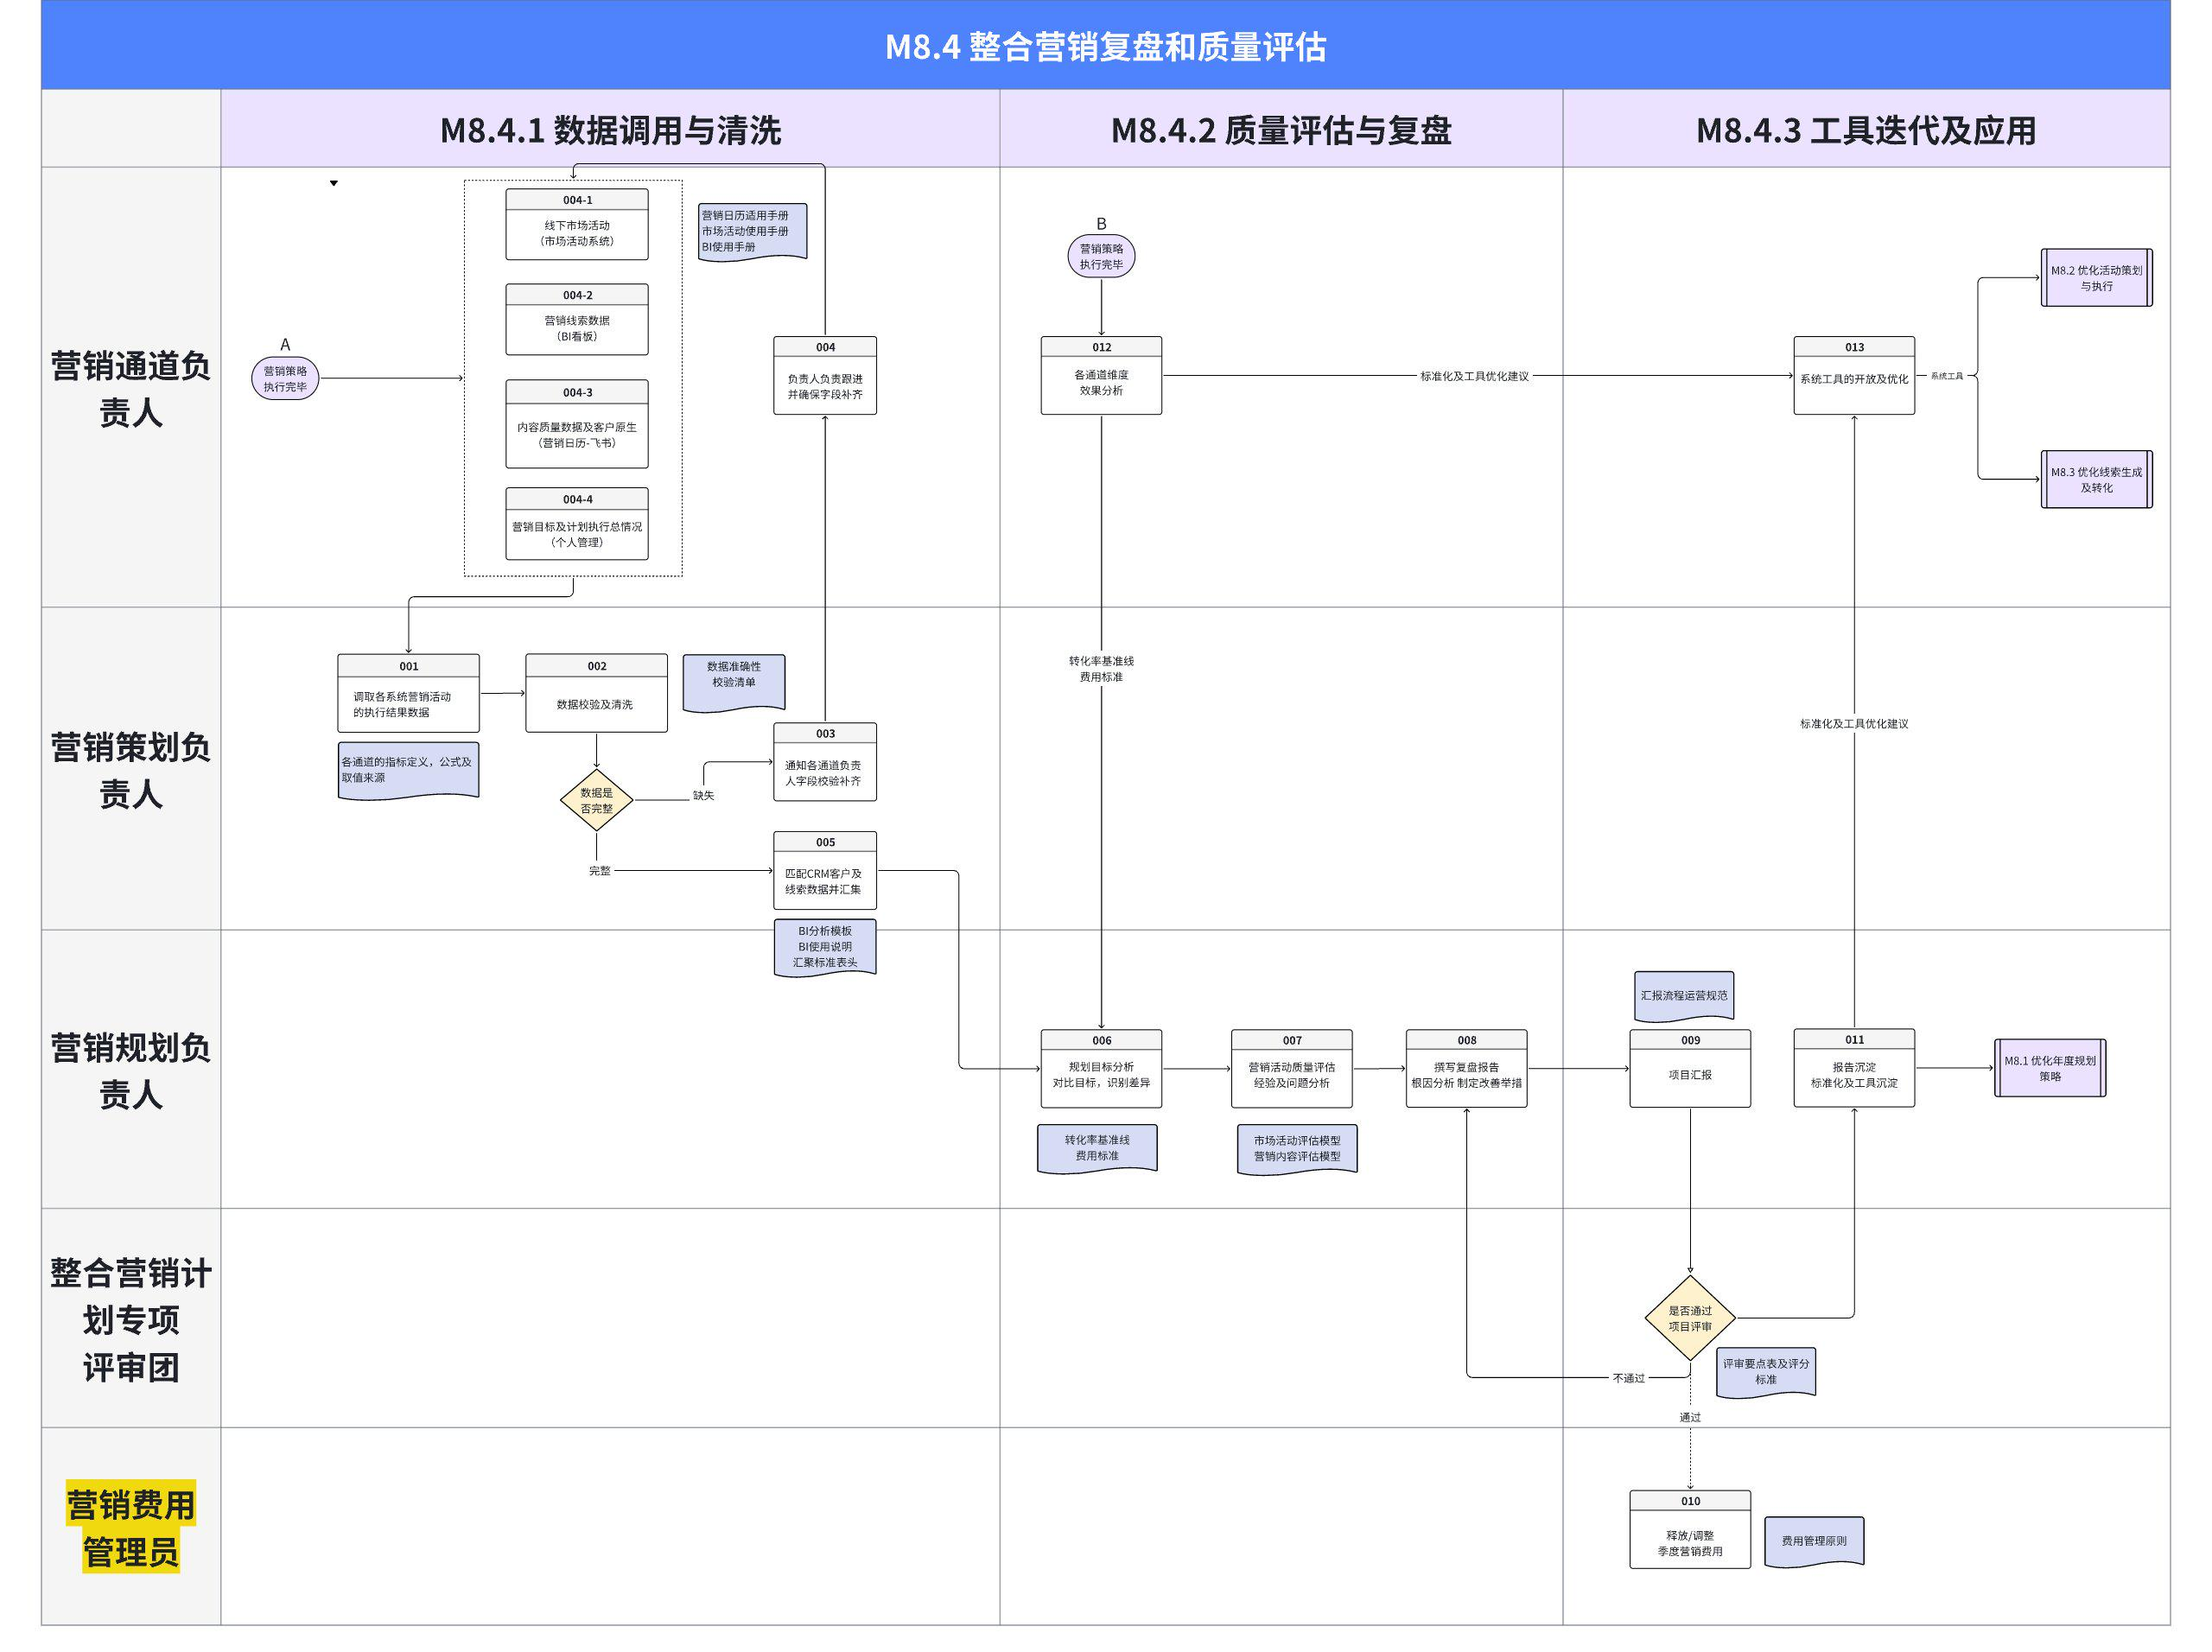 M8.4 整合营销复盘和质量评估
M8.4.1 数据调用与清洗
M8.4.2 质量评估与复盘
M8.4.3 工具迭代及应用
营销通道负
责人
A
营销策略
执行完毕
004-1
线下市场活动
（市场活动系统）
004-2
营销线索数据
（BI看板）
004-3
内容质量数据及客户原生
（营销日历-飞书）
004-4
营销目标及计划执行总情况
（个人管理）
营销日历适用手册
市场活动使用手册
BI使用手册
004
负责人负责跟进
并确保字段补齐
B
营销策略
执行完毕
012
各通道维度
效果分析
标准化及工具优化建议
013
系统工具的开放及优化
系统工具
M8.2 优化活动策划
与执行
M8.3 优化线索生成
及转化
营销策划负
责人
001
调取各系统营销活动
的执行结果数据
各通道的指标定义，公式及
取值来源
002
数据校验及清洗
数据准确性
校验清单
数据是
否完整
缺失
完整
003
通知各通道负责
人字段校验补齐
005
匹配CRM客户及
线索数据并汇集
BI分析模板
BI使用说明
汇聚标准表头
转化率基准线
费用标准
标准化及工具优化建议
营销规划负
责人
006
规划目标分析
对比目标，识别差异
转化率基准线
费用标准
007
营销活动质量评估
经验及问题分析
市场活动评估模型
营销内容评估模型
008
撰写复盘报告
根因分析 制定改善举措
汇报流程运营规范
009
项目汇报
011
报告沉淀
标准化及工具沉淀
M8.1 优化年度规划
策略
整合营销计
划专项
评审团
是否通过
项目评审
评审要点表及评分
标准
不通过
通过
营销费用
管理员
010
释放/调整
季度营销费用
费用管理原则